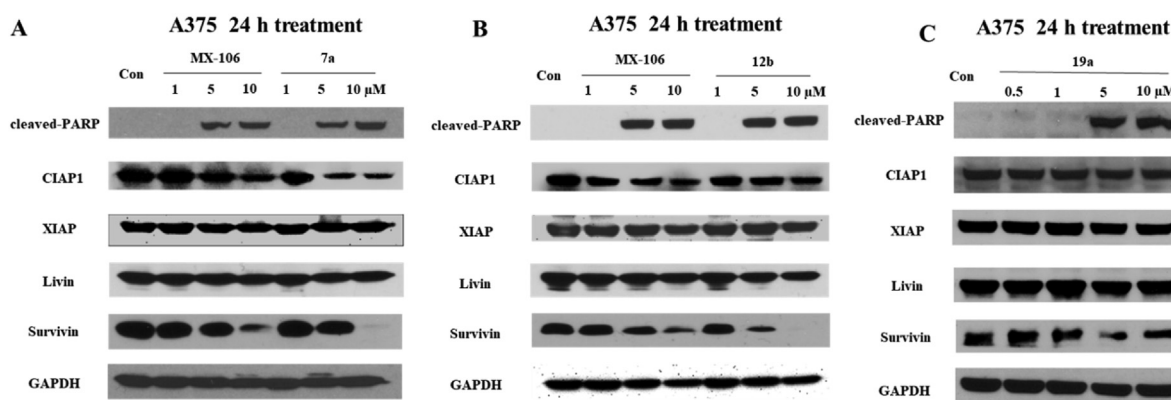 A
A375 24 h treatment
Con
MX-106
7a
1
5
10
1
5
10 μM
cleaved-PARP
CIAP1
XIAP
Livin
Survivin
GAPDH
B
A375 24 h treatment
Con
MX-106
12b
1
5
10
1
5
10 μM
cleaved-PARP
CIAP1
XIAP
Livin
Survivin
GAPDH
C
A375 24 h treatment
Con
19a
0.5
1
5
10 μM
cleaved-PARP
CIAP1
XIAP
Livin
Survivin
GAPDH